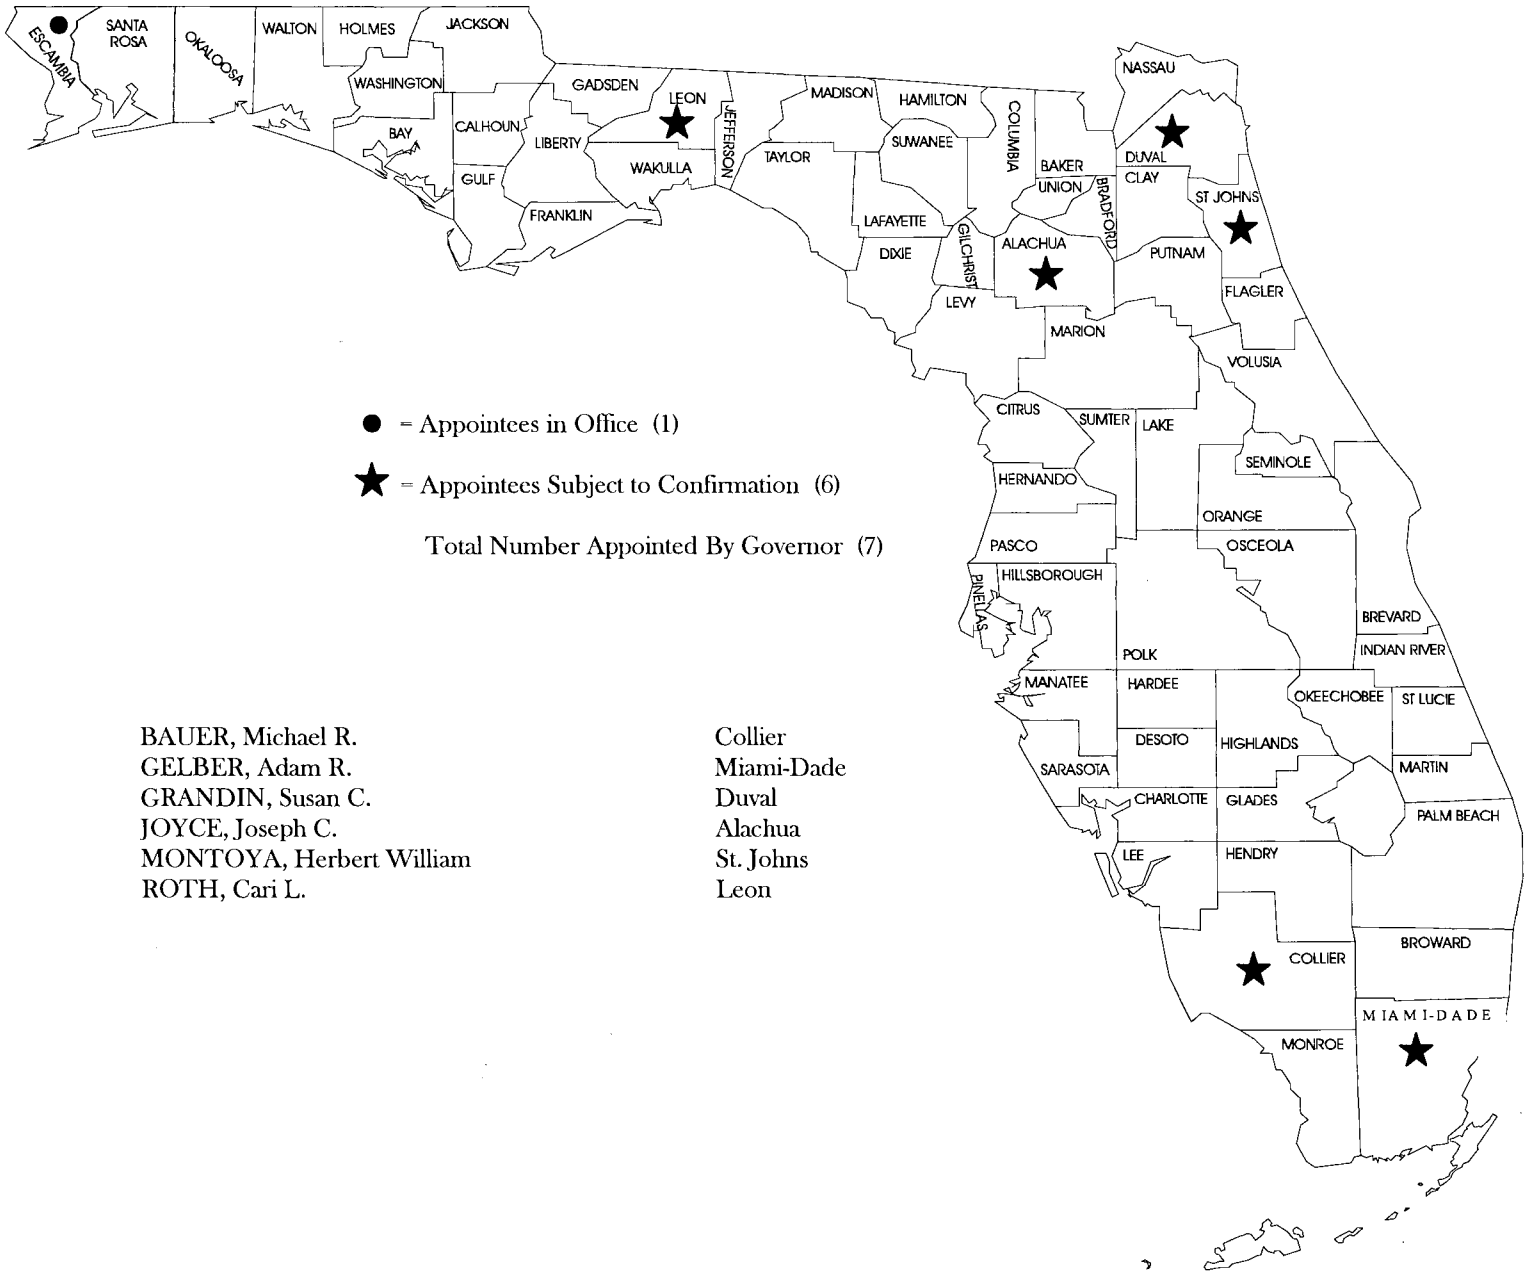 ESCAMBIA
SANTA
ROSA
OKALOOSA
WALTON
HOLMES
JACKSON
WASHINGTON
BAY
CALHOUN
GULF
GADSDEN
LIBERTY
FRANKLIN
LEON
WAKULLA
JEFFERSON
MADISON
TAYLOR
HAMILTON
SUWANEE
LAFAYETTE
DIXIE
COLUMBIA
GILCHRIST
BAKER
UNION
BRADFORD
ALACHUA
LEVY
NASSAU
DUVAL
CLAY
ST JOHNS
PUTNAM
FLAGLER
MARION
VOLUSIA
CITRUS
SUMTER
LAKE
SEMINOLE
HERNANDO
ORANGE
PASCO
OSCEOLA
HILLSBOROUGH
PINELLAS
BREVARD
POLK
INDIAN RIVER
MANATEE
HARDEE
OKEECHOBEE
ST LUCIE
DESOTO
HIGHLANDS
SARASOTA
MARTIN
CHARLOTTE
GLADES
PALM BEACH
LEE
HENDRY
COLLIER
BROWARD
MIAMI-DADE
MONROE
= Appointees in Office (1)
= Appointees Subject to Confirmation (6)
Total Number Appointed By Governor (7)
BAUER, Michael R. Collier
GELBER, Adam R. Miami-Dade
GRANDIN, Susan C. Duval
JOYCE, Joseph C. Alachua
MONTOYA, Herbert William St. Johns
ROTH, Cari L. Leon